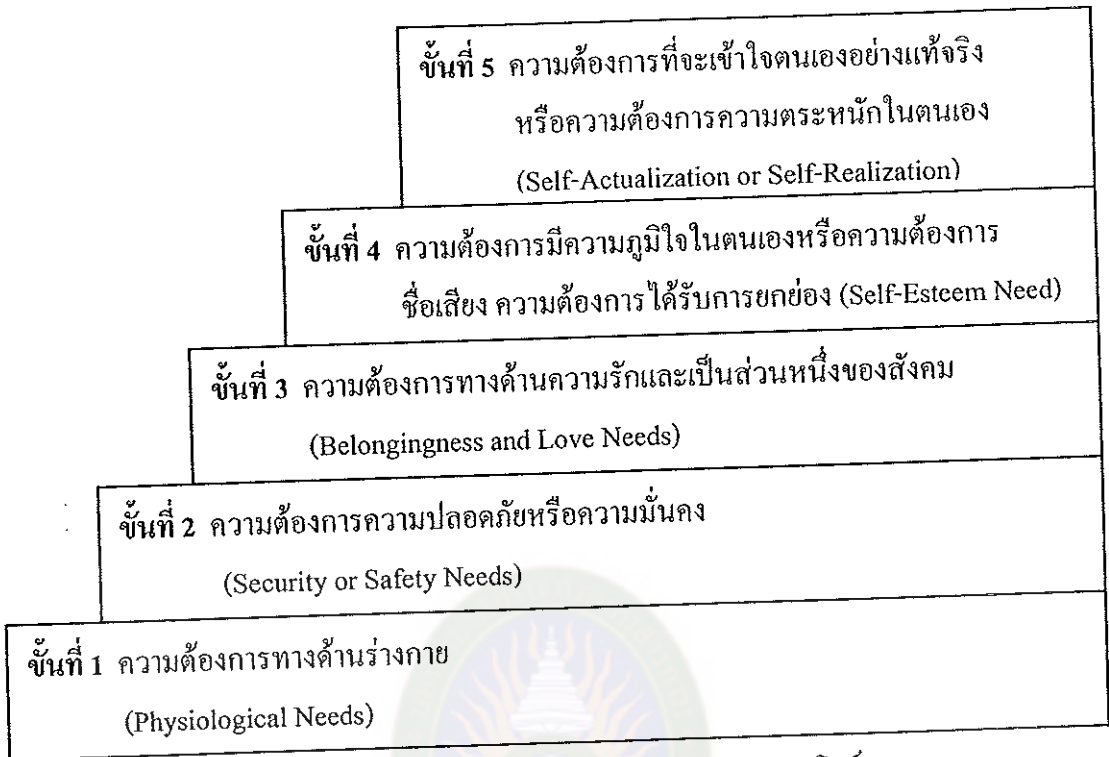 ขั้นที่ 5 ความต้องการที่จะเข้าใจตนเองอย่างแท้จริง
หรือความต้องการความตระหนักในตนเอง
(Self-Actualization or Self-Realization)
ขั้นที่ 4 ความต้องการมีความภูมิใจในตนเองหรือความต้องการ
ชื่อเสียง ความต้องการได้รับการยกย่อง (Self-Esteem Need)
ขั้นที่ 3 ความต้องการทางด้านความรักและเป็นส่วนหนึ่งของสังคม
(Belongingness and Love Needs)
ขั้นที่ 2 ความต้องการความปลอดภัยหรือความมั่นคง
(Security or Safety Needs)
ขั้นที่ 1 ความต้องการทางด้านร่างกาย
(Physiological Needs)